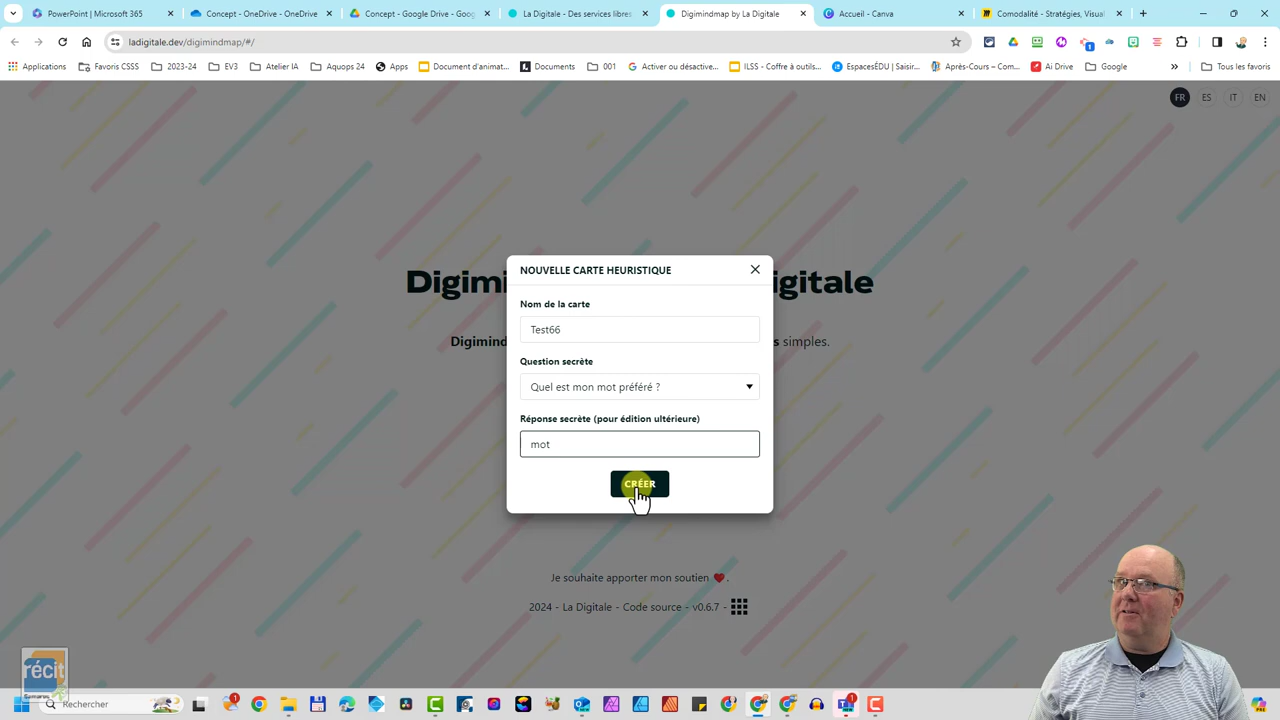 PowerPoint | Microsoft 365
Concept - OneDrive - OneDrive
Concept - Google Drive - Goog
La Digitale - Des services libres
Digimindmap by La Digitale
Accueil - Canva
Comodalité - Stratégies, Visual
ladigitale.dev/digimindmap/#/
Applications
Favoris CSSS
2023-24
EV3
Atelier IA
Aquops 24
Apps
Document d'animat...
Documents
001
Activer ou désactive...
ILSS - Coffre à outils...
EspacesÉDU | Saisir...
Après-Cours – Com...
Ai Drive
Google
Tous les favoris
FR ES IT EN
NOUVELLE CARTE HEURISTIQUE
Nom de la carte
Test66
Digimi
igitale
Digimind
s simples.
Question secrète
Quel est mon mot préféré ?
Réponse secrète (pour édition ultérieure)
mot
CRÉER
Je souhaite apporter mon soutien ❤️.
2024 - La Digitale - Code source - v0.6.7 -
récit
Rechercher